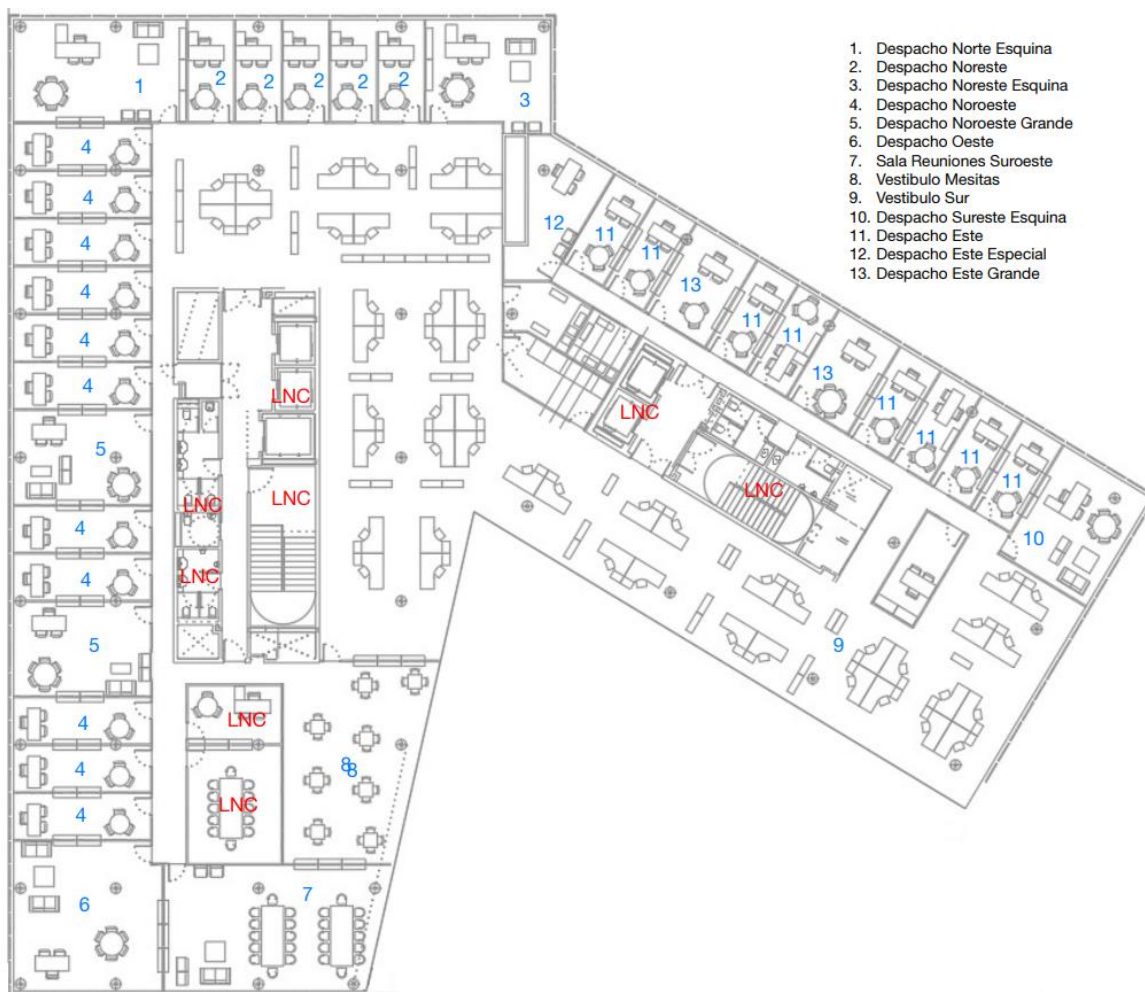 1. Despacho Norte Esquina
2. Despacho Noreste
3. Despacho Noreste Esquina
4. Despacho Noroeste
5. Despacho Noroeste Grande
6. Despacho Oeste
7. Sala Reuniones Suroeste
8. Vestibulo Mesitas
9. Vestibulo Sur
10. Despacho Sureste Esquina
11. Despacho Este
12. Despacho Este Especial
13. Despacho Este Grande
1
2
2
2
2
2
3
4
4
4
4
4
4
5
4
4
5
4
4
4
6
7
8
8
LNC
LNC
LNC
LNC
LNC
LNC
12
11
11
13
11
11
13
11
11
11
11
10
LNC
LNC
9